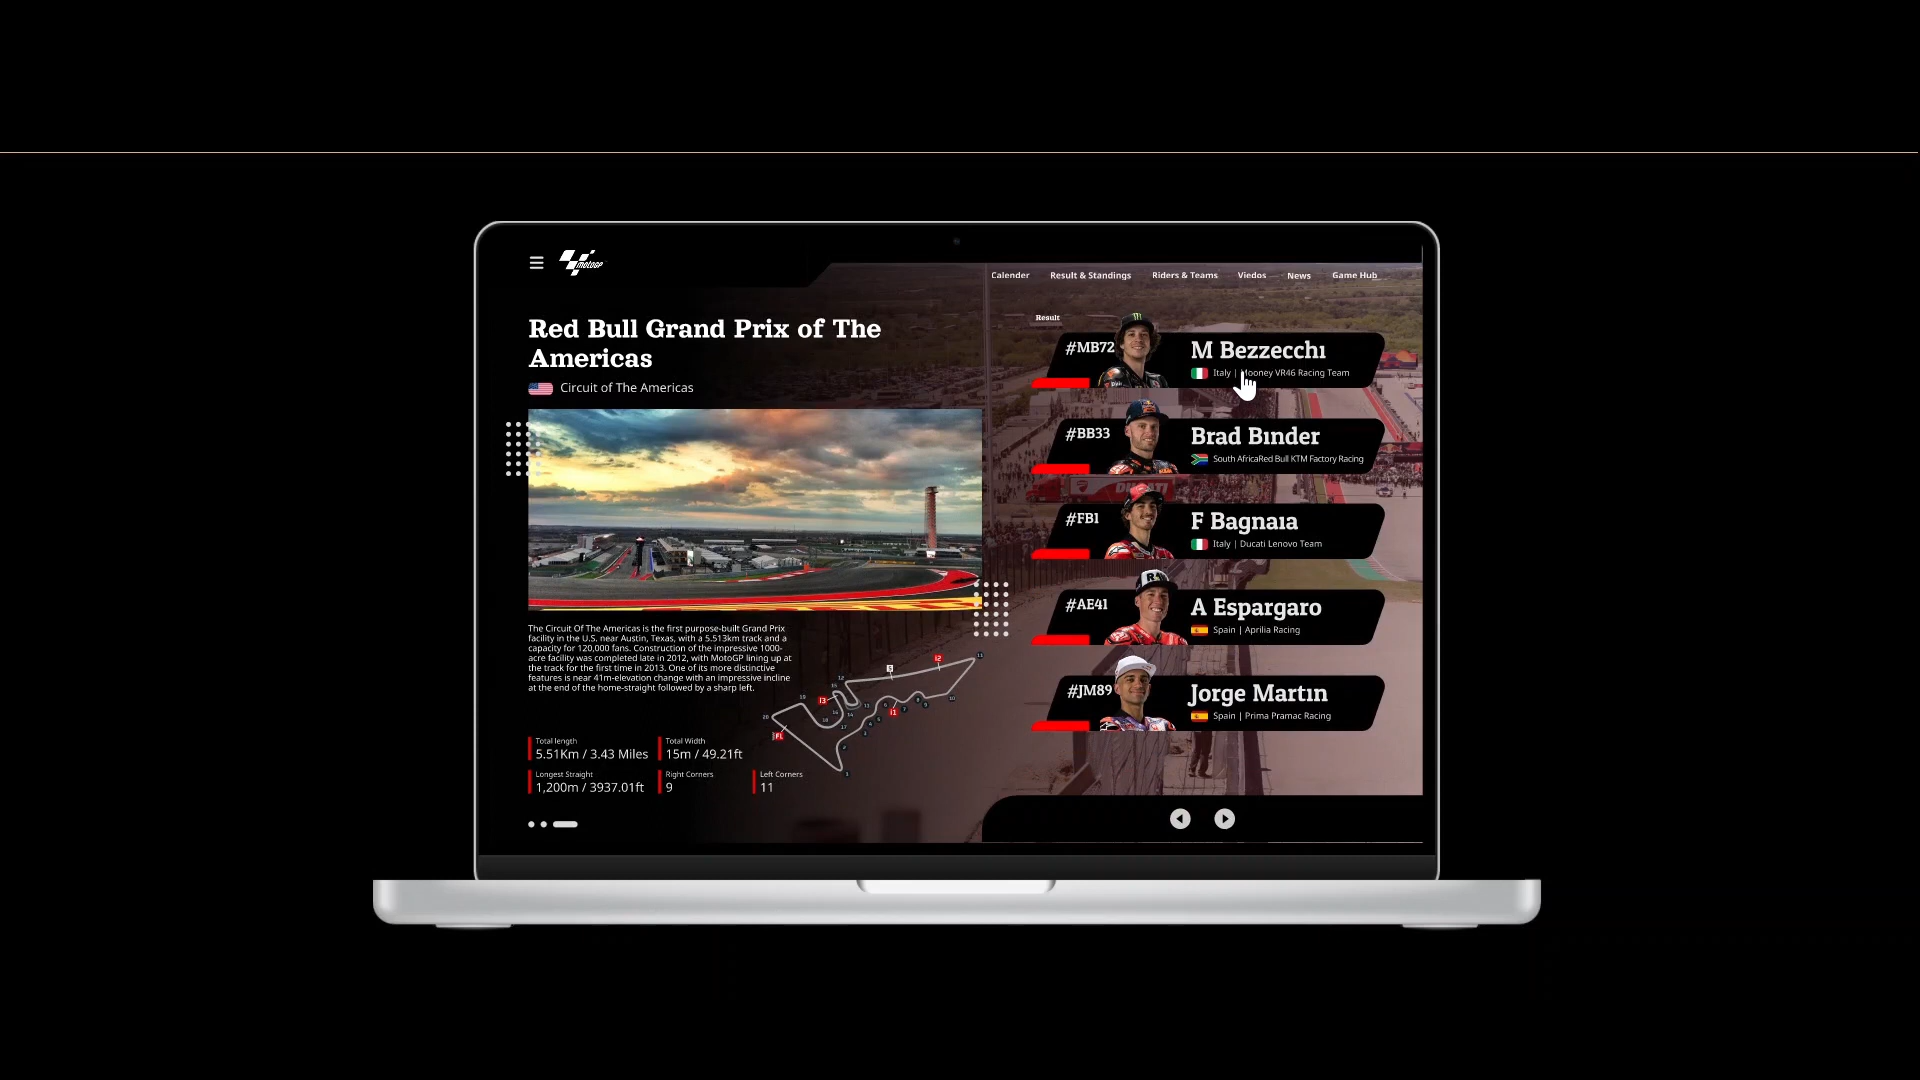 motoGP
Calender Result & Standings Riders & Teams Viedos News Game Hub
Red Bull Grand Prix of The
Americas
Circuit of The Americas
The Circuit Of The Americas is the first purpose-built Grand Prix
facility in the U.S. near Austin, Texas, with a 5.513km track and a
capacity for 120,000 fans. Construction of the impressive 1000-
acre facility was completed late in 2012, with MotoGP lining up at
the track for the first time in 2013. One of its more distinctive
features is near 41m-elevation change with an impressive incline
at the end of the home-straight followed by a sharp left.
Total length
5.51Km / 3.43 Miles
Total Width
15m / 49.21ft
Longest Straight
1,200m / 3937.01ft
Right Corners
9
Left Corners
11
Result
#MB72
M Bezzecchı
Italy | Mooney VR46 Racing Team
#BB33
Brad Bınder
South AfricaRed Bull KTM Factory Racing
#FB1
F Bagnaıa
Italy | Ducati Lenovo Team
#AE41
A Espargaro
Spain | Aprilia Racing
#JM89
Jorge Martın
Spain | Prima Pramac Racing